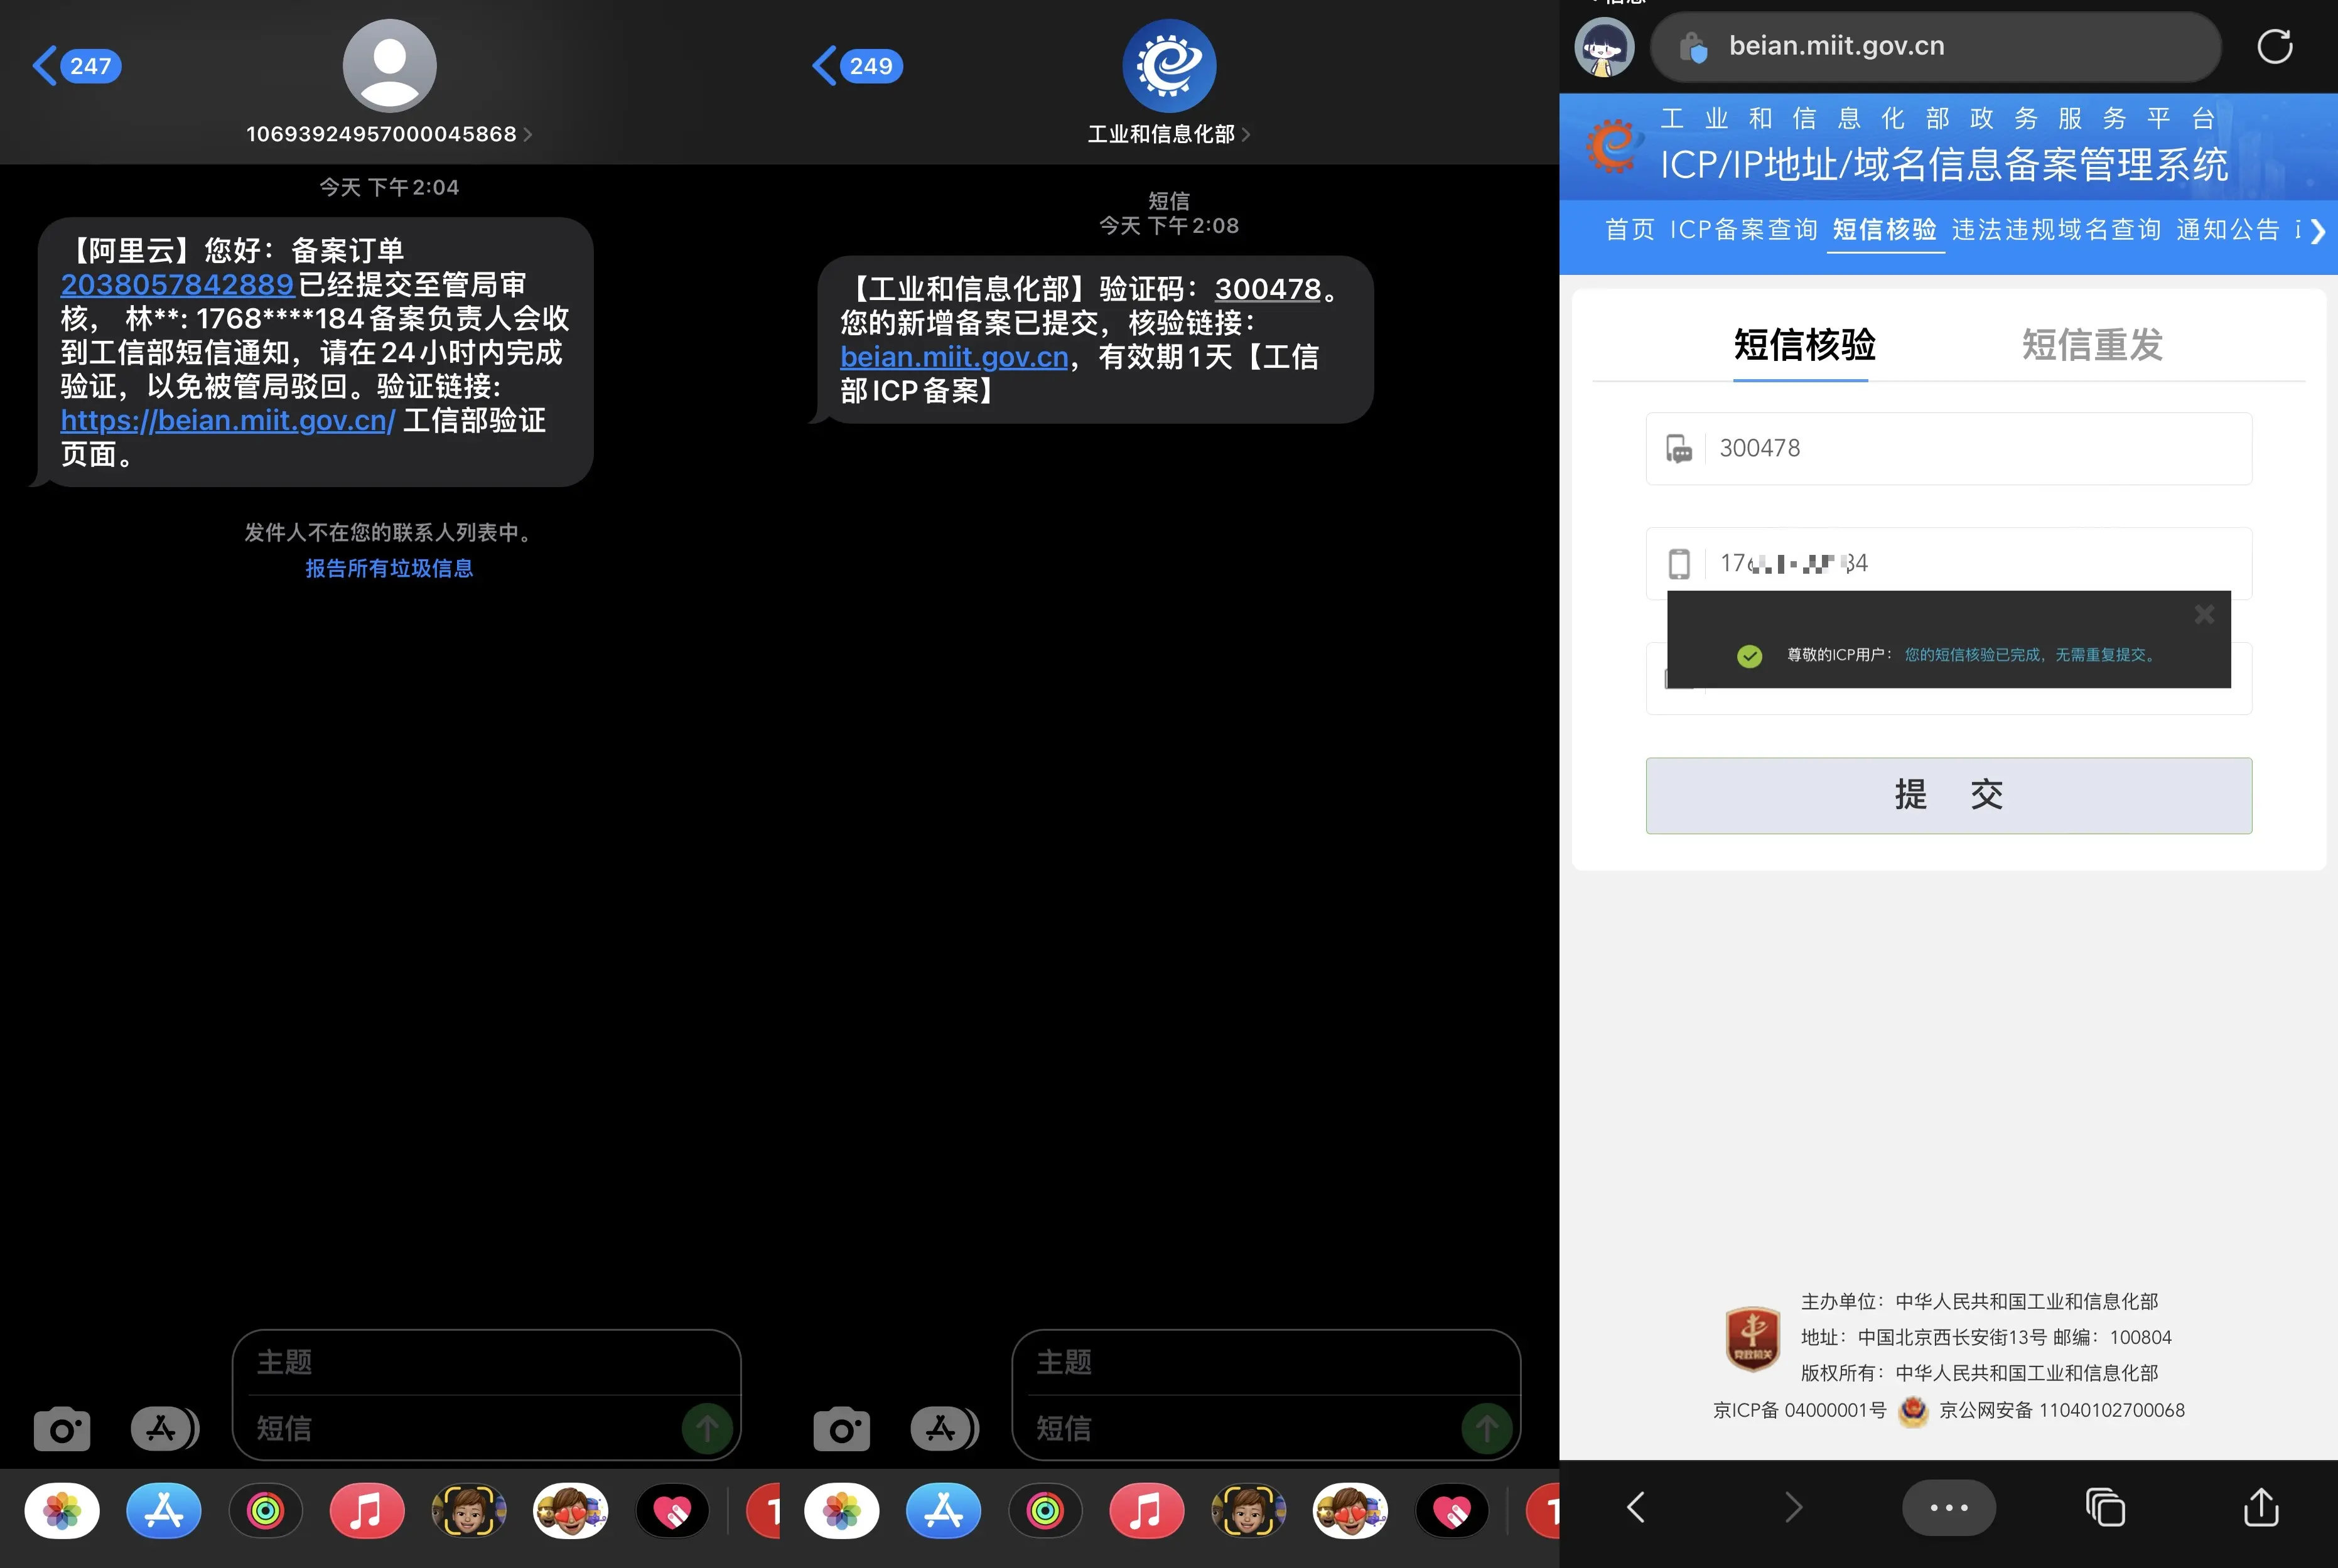 247
10693924957000045868
今天 下午2:04
【阿里云】您好：备案订单
2038057842889已经提交至管局审
核， 林**: 1768****184备案负责人会收
到工信部短信通知，请在24小时内完成
验证，以免被管局驳回。验证链接:
https://beian.miit.gov.cn/ 工信部验证
页面。
发件人不在您的联系人列表中。
报告所有垃圾信息
主题
短信
249
工业和信息化部
短信
今天 下午2:08
【工业和信息化部】验证码：300478。
您的新增备案已提交，核验链接：
beian.miit.gov.cn，有效期1天【工信
部ICP备案】
主题
短信
beian.miit.gov.cn
工业和信息化部政务服务平台
ICP/IP地址/域名信息备案管理系统
首页 ICP备案查询 短信核验 违法违规域名查询 通知公告
短信核验 短信重发
300478
尊敬的ICP用户： 您的短信核验已完成，无需重复提交。
提 交
主办单位：中华人民共和国工业和信息化部
地址：中国北京西长安街13号 邮编：100804
党政机关
版权所有：中华人民共和国工业和信息化部
京ICP备 04000001号 京公网安备 11040102700068